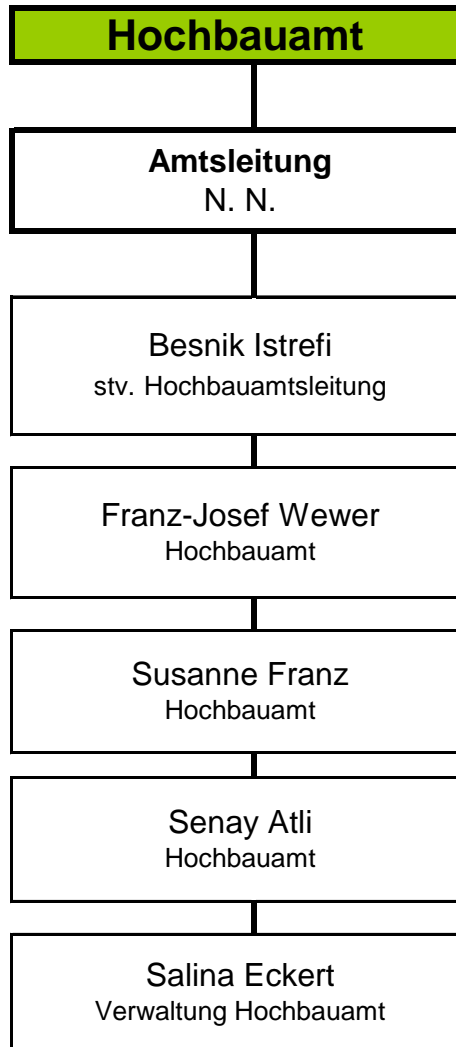 Hochbauamt
Amtsleitung
N. N.
Besnik Istrefi
stv. Hochbauamtsleitung
Franz-Josef Wewer
Hochbauamt
Susanne Franz
Hochbauamt
Senay Atli
Hochbauamt
Salina Eckert
Verwaltung Hochbauamt